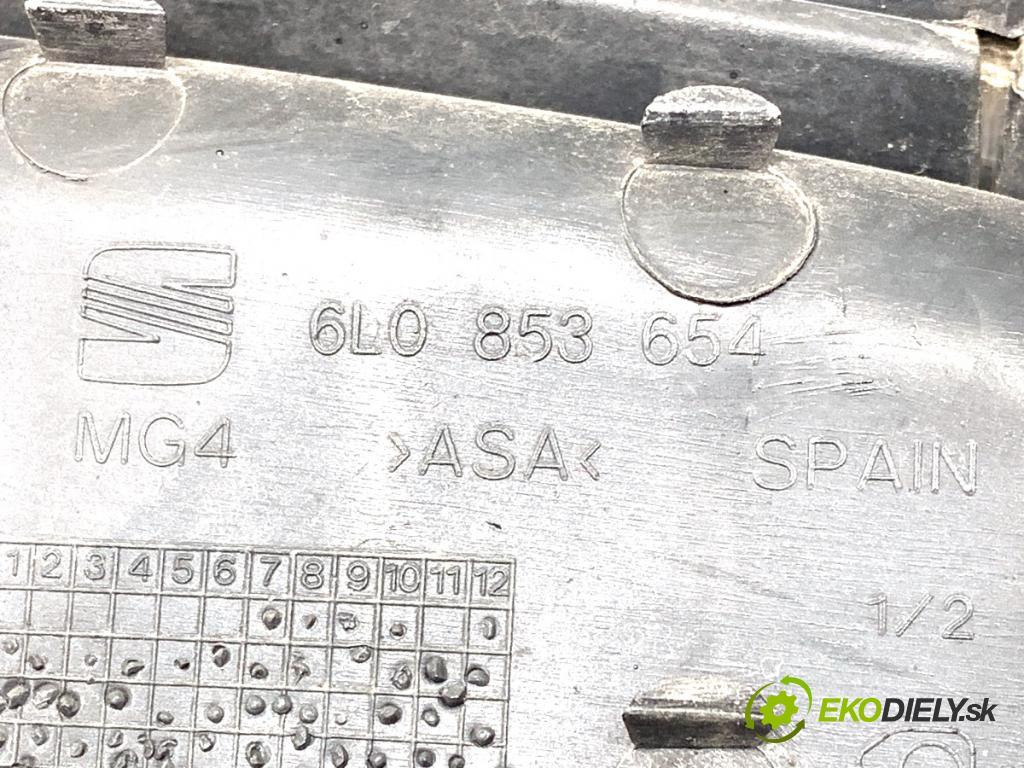 6L0 853 654
MG4 >ASA< SPAIN
1 2 3 4 5 6 7 8 9 10 11 12
1/2
EKODIELY.sk